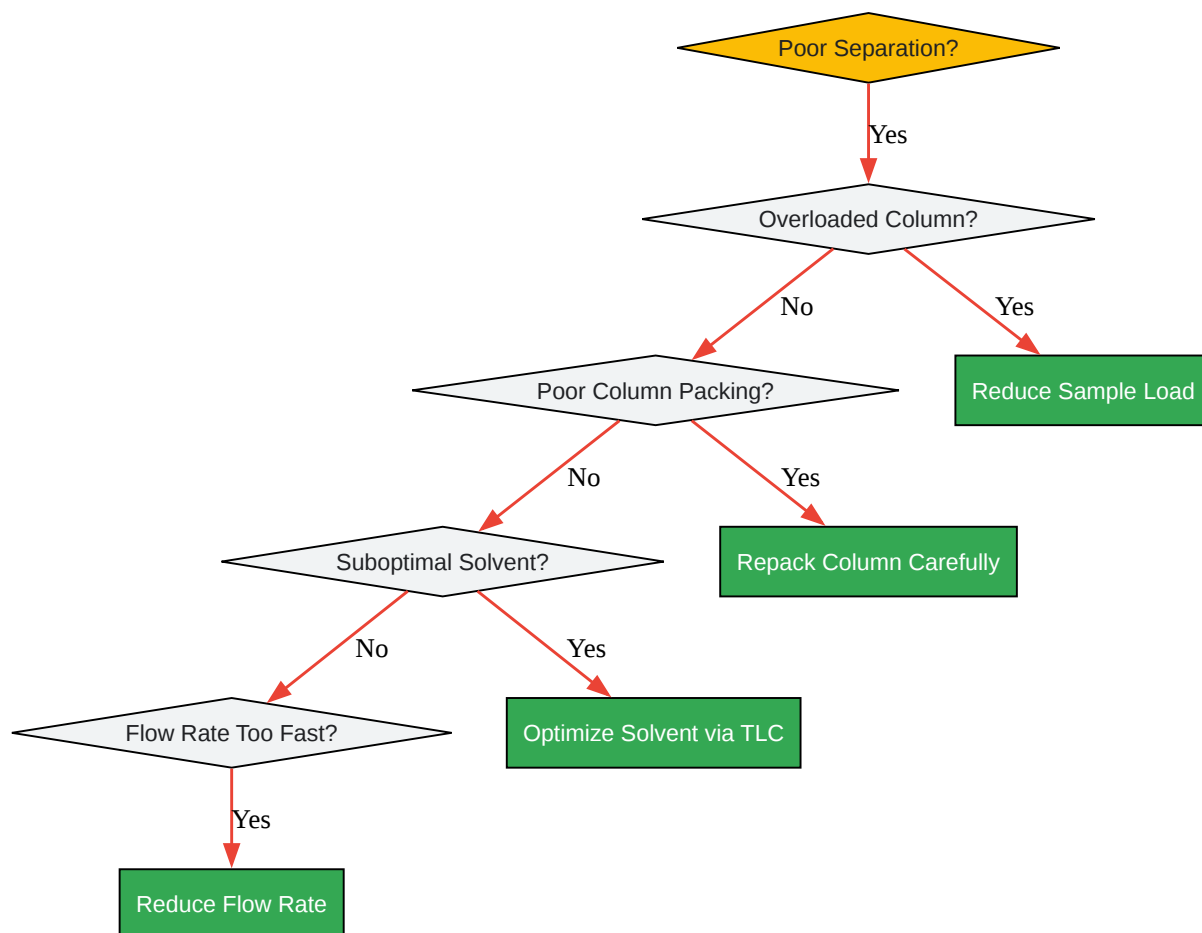 Poor Separation?
Yes
Overloaded Column?
No
Yes
Poor Column Packing?
Reduce Sample Load
No
Yes
Suboptimal Solvent?
Repack Column Carefully
No
Yes
Flow Rate Too Fast?
Optimize Solvent via TLC
Yes
Reduce Flow Rate